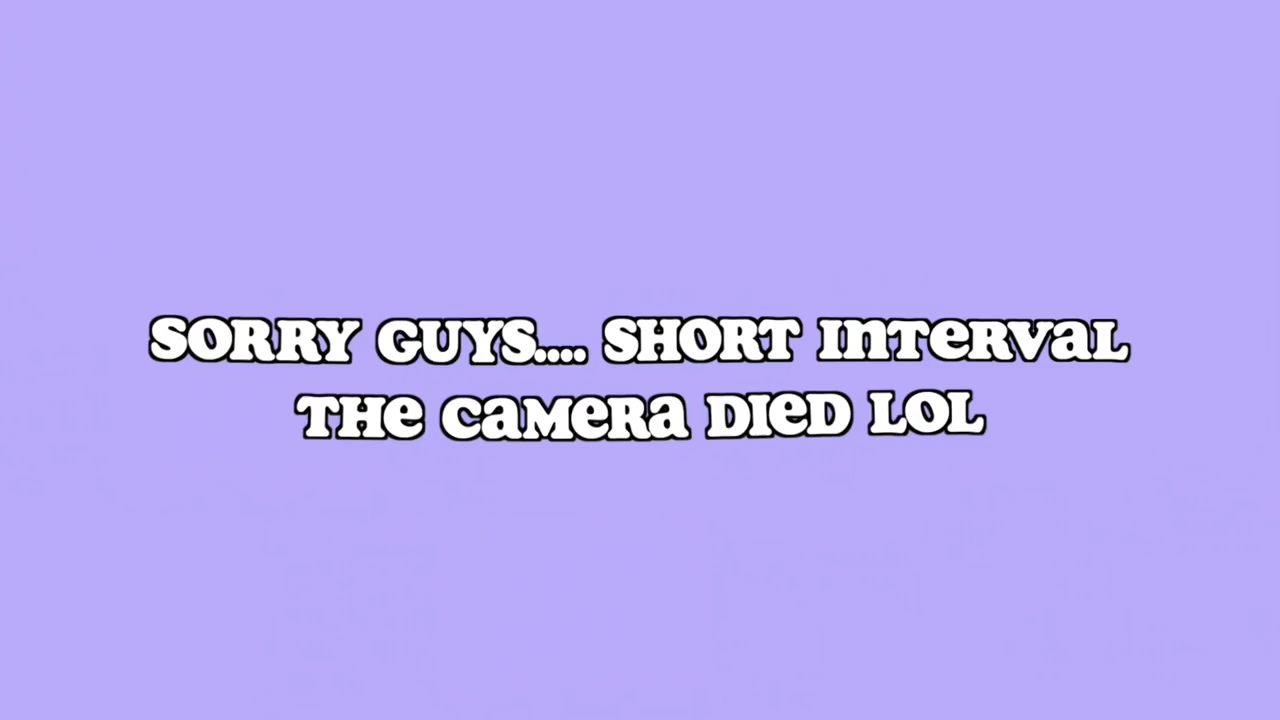 SORRY GUYS.... SHORT INTERVAL
THE CAMERA DIED LOL